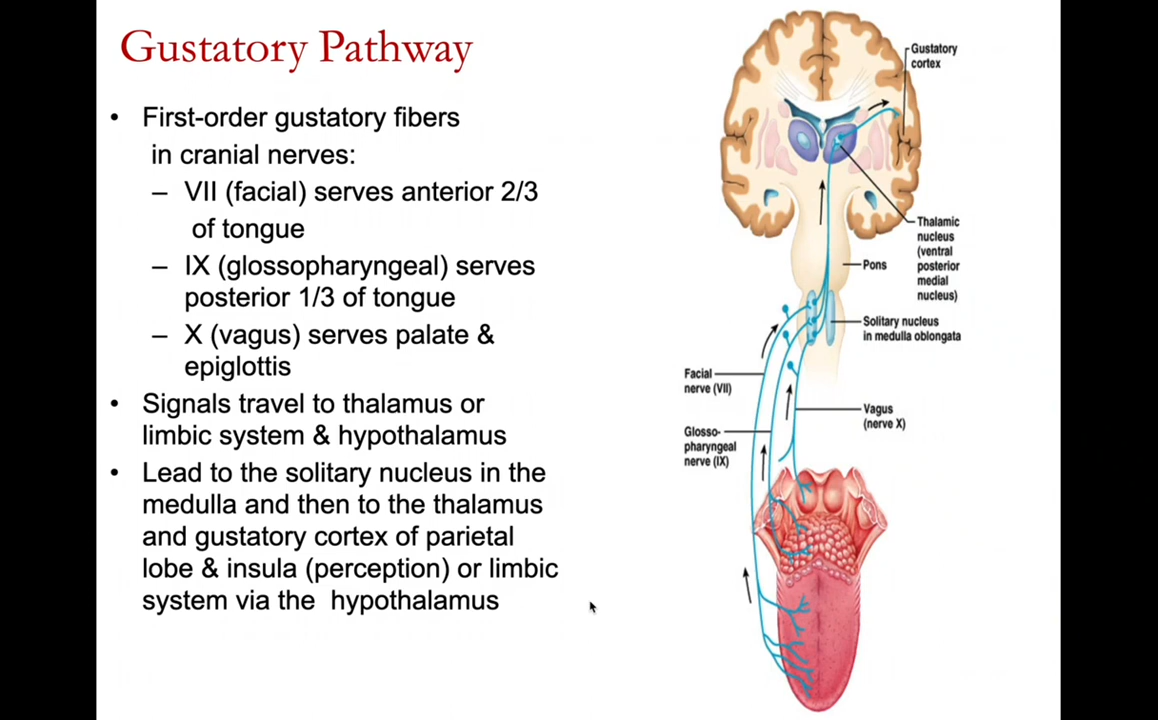 Gustatory Pathway
• First-order gustatory fibers
in cranial nerves:
– VII (facial) serves anterior 2/3
of tongue
– IX (glossopharyngeal) serves
posterior 1/3 of tongue
– X (vagus) serves palate &
epiglottis
• Signals travel to thalamus or
limbic system & hypothalamus
• Lead to the solitary nucleus in the
medulla and then to the thalamus
and gustatory cortex of parietal
lobe & insula (perception) or limbic
system via the hypothalamus
Gustatory
cortex
Thalamic
nucleus
(ventral
posterior
medial
nucleus)
Pons
Solitary nucleus
in medulla oblongata
Facial
nerve (VII)
Vagus
(nerve X)
Glosso-
pharyngeal
nerve (IX)